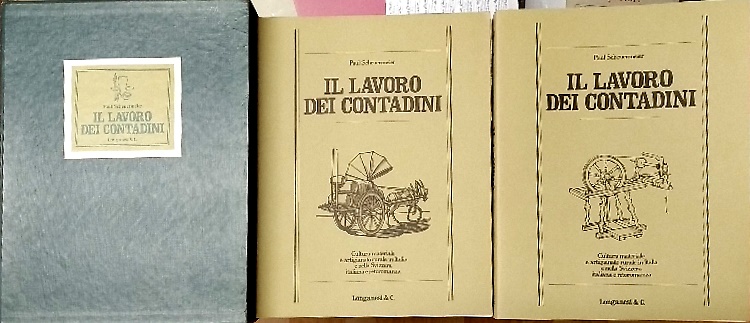 Paul Scheuermeier
IL LAVORO
DEI CONTADINI
Longanesi & C.
Paul Scheuermeier
IL LAVORO
DEI CONTADINI
Cultura materiale
e artigianato rurale in Italia
e nella Svizzera
italiana e retoromanza
Longanesi & C.
Paul Scheuermeier
IL LAVORO
DEI CONTADINI
Cultura materiale
e artigianato rurale in Italia
e nella Svizzera
italiana e retoromanza
Longanesi & C.